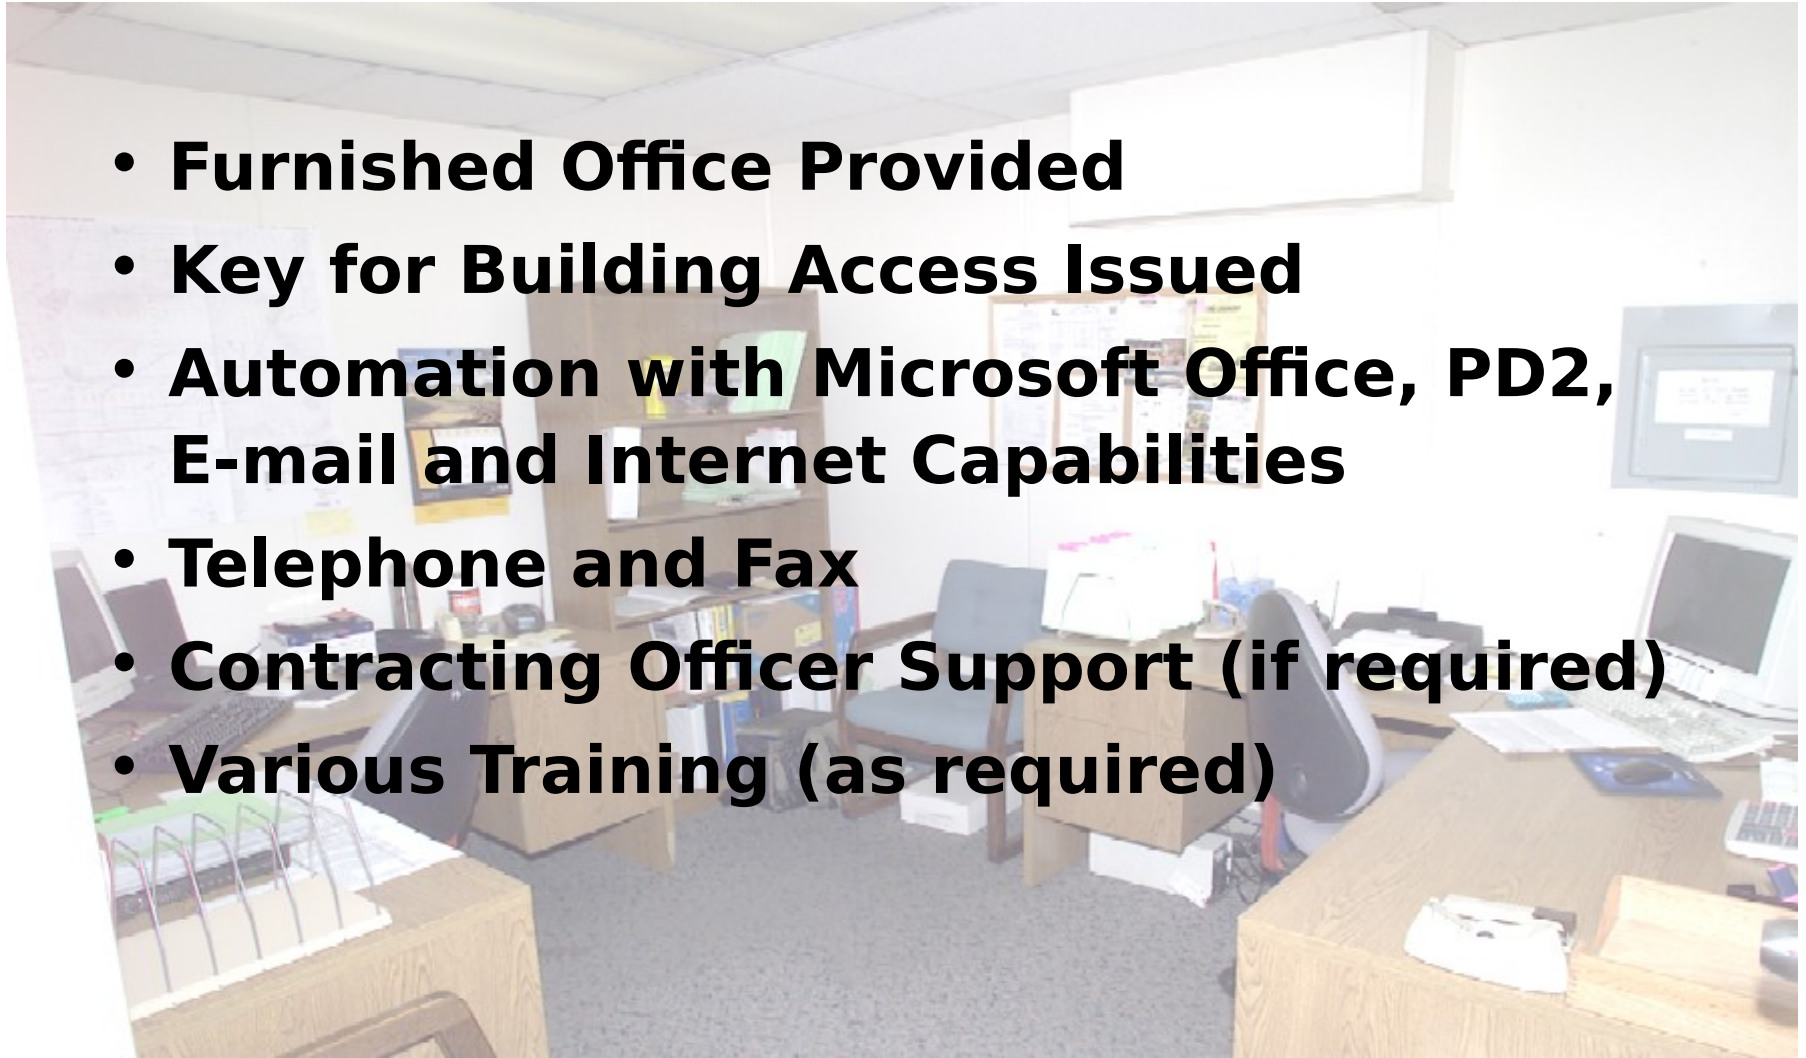 • Furnished Office Provided
• Key for Building Access Issued
• Automation with Microsoft Office, PD2,
E-mail and Internet Capabilities
• Telephone and Fax
• Contracting Officer Support (if required)
• Various Training (as required)